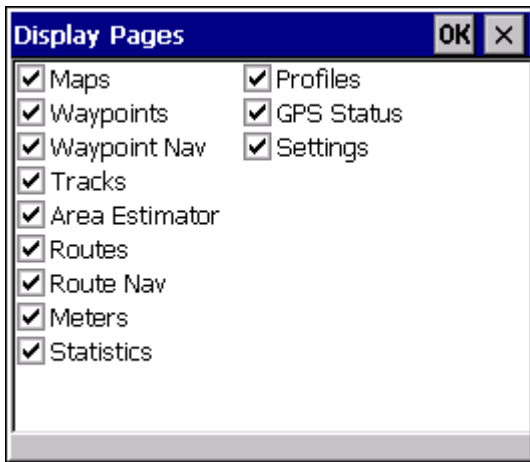 Display Pages OK
Maps
Waypoints
Waypoint Nav
Tracks
Area Estimator
Routes
Route Nav
Meters
Statistics
Profiles
GPS Status
Settings